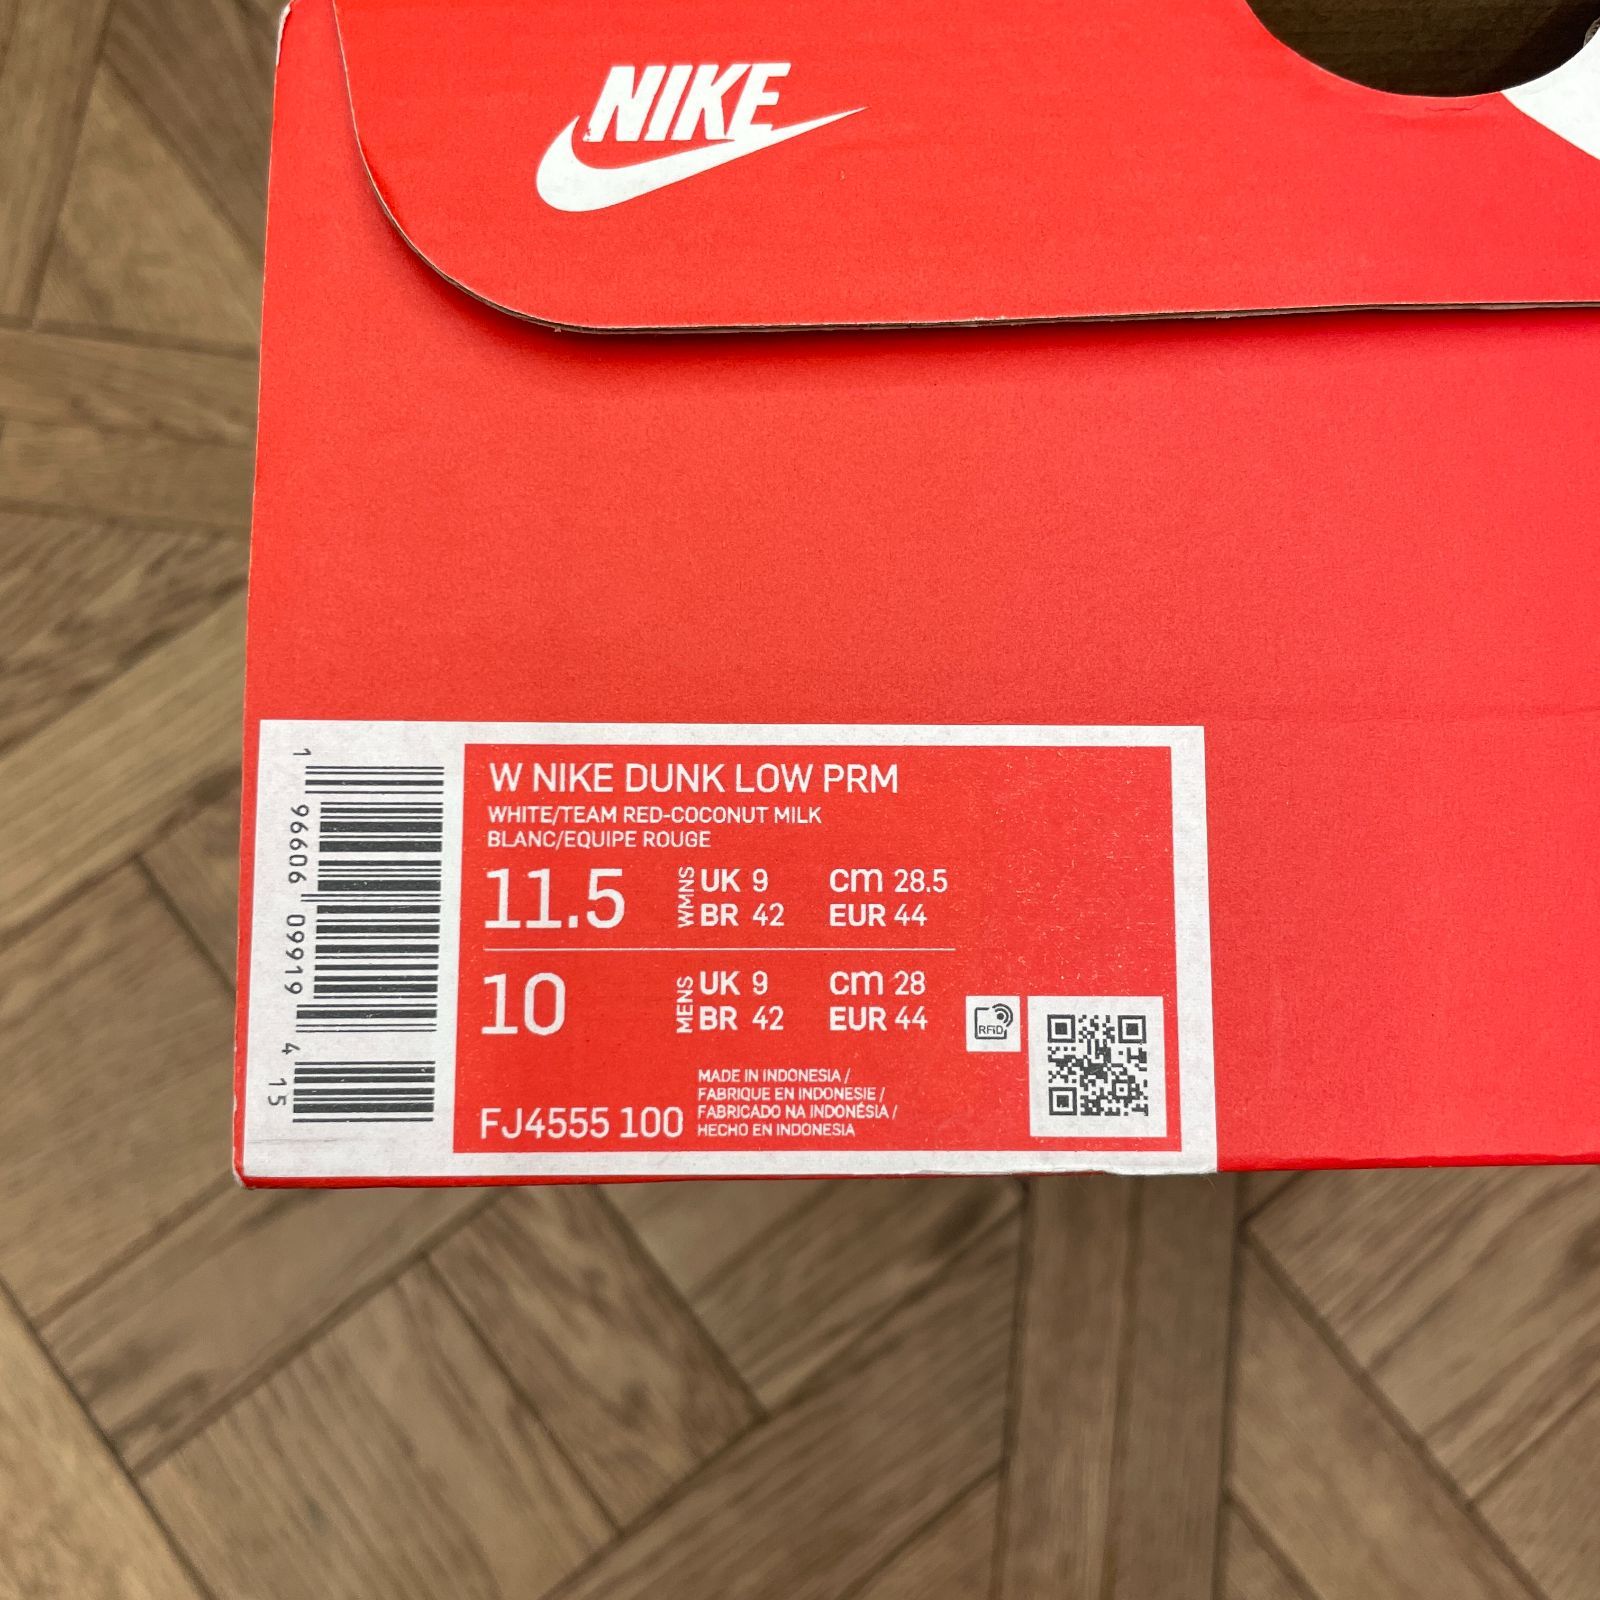 NIKE
W NIKE DUNK LOW PRM
WHITE/TEAM RED-COCONUT MILK
BLANC/EQUIPE ROUGE
11.5 WMNS UK 9 cm 28.5
BR 42 EUR 44
10 MENS UK 9 cm 28
BR 42 EUR 44
RFID
MADE IN INDONESIA /
FABRIQUE EN INDONESIE /
FABRICADO NA INDONÉSIA /
HECHO EN INDONESIA
FJ4555 100
1 96606 09919 4 15